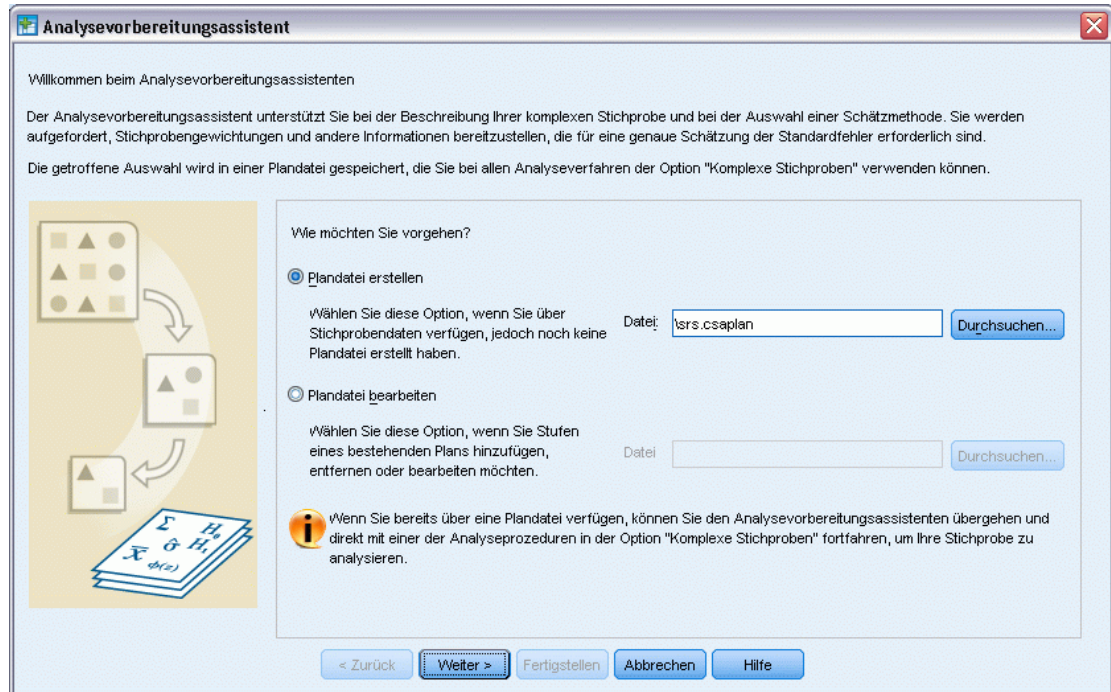 Analysevorbereitungsassistent
Willkommen beim Analysevorbereitungsassistenten
Der Analysevorbereitungsassistent unterstützt Sie bei der Beschreibung Ihrer komplexen Stichprobe und bei der Auswahl einer Schätzmethode. Sie werden
aufgefordert, Stichprobengewichtungen und andere Informationen bereitzustellen, die für eine genaue Schätzung der Standardfehler erforderlich sind.
Die getroffene Auswahl wird in einer Plandatei gespeichert, die Sie bei allen Analyseverfahren der Option "Komplexe Stichproben" verwenden können.
Wie möchten Sie vorgehen?
Plandatei erstellen
Wählen Sie diese Option, wenn Sie über
Stichprobendaten verfügen, jedoch noch keine
Plandatei erstellt haben.
Datei: \srs.csaplan Durchsuchen...
Plandatei bearbeiten
Wählen Sie diese Option, wenn Sie Stufen
eines bestehenden Plans hinzufügen,
entfernen oder bearbeiten möchten.
Datei Durchsuchen...
Wenn Sie bereits über eine Plandatei verfügen, können Sie den Analysevorbereitungsassistenten übergehen und
direkt mit einer der Analyseprozeduren in der Option "Komplexe Stichproben" fortfahren, um Ihre Stichprobe zu
analysieren.
Σ H₀
x̄ σ̂ H₁
φ(z)
< Zurück Weiter > Fertigstellen Abbrechen Hilfe